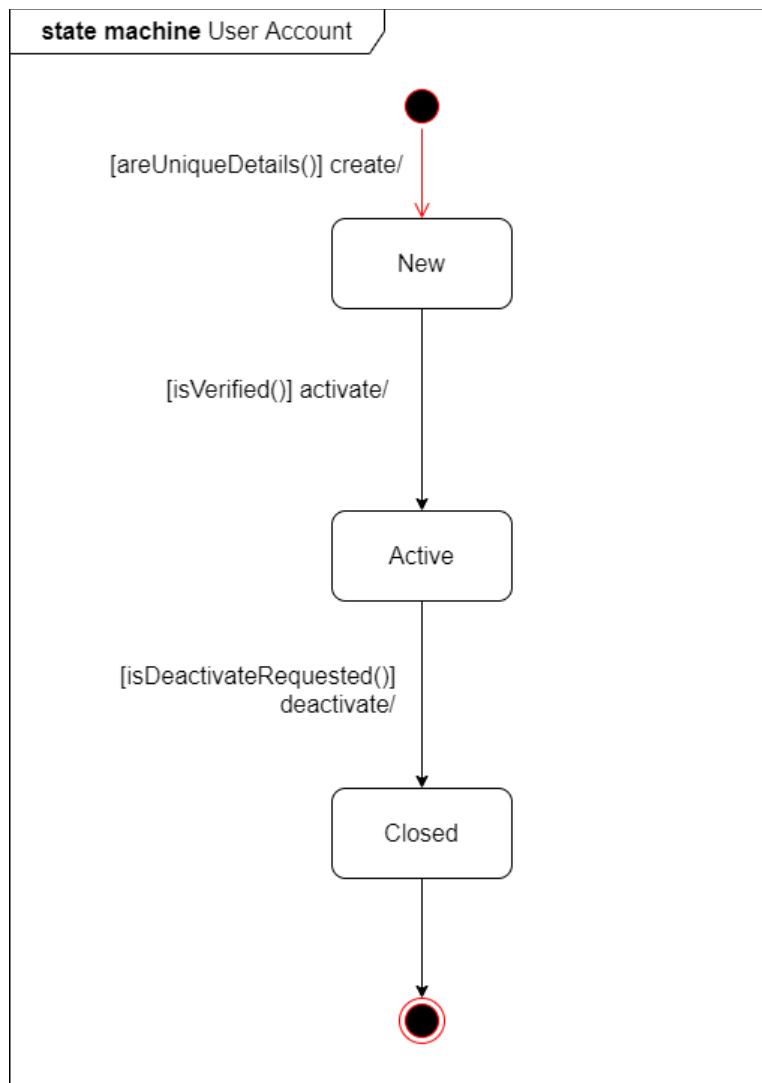 state machine User Account
[areUniqueDetails()] create/
New
[isVerified()] activate/
Active
[isDeactivateRequested()]
deactivate/
Closed